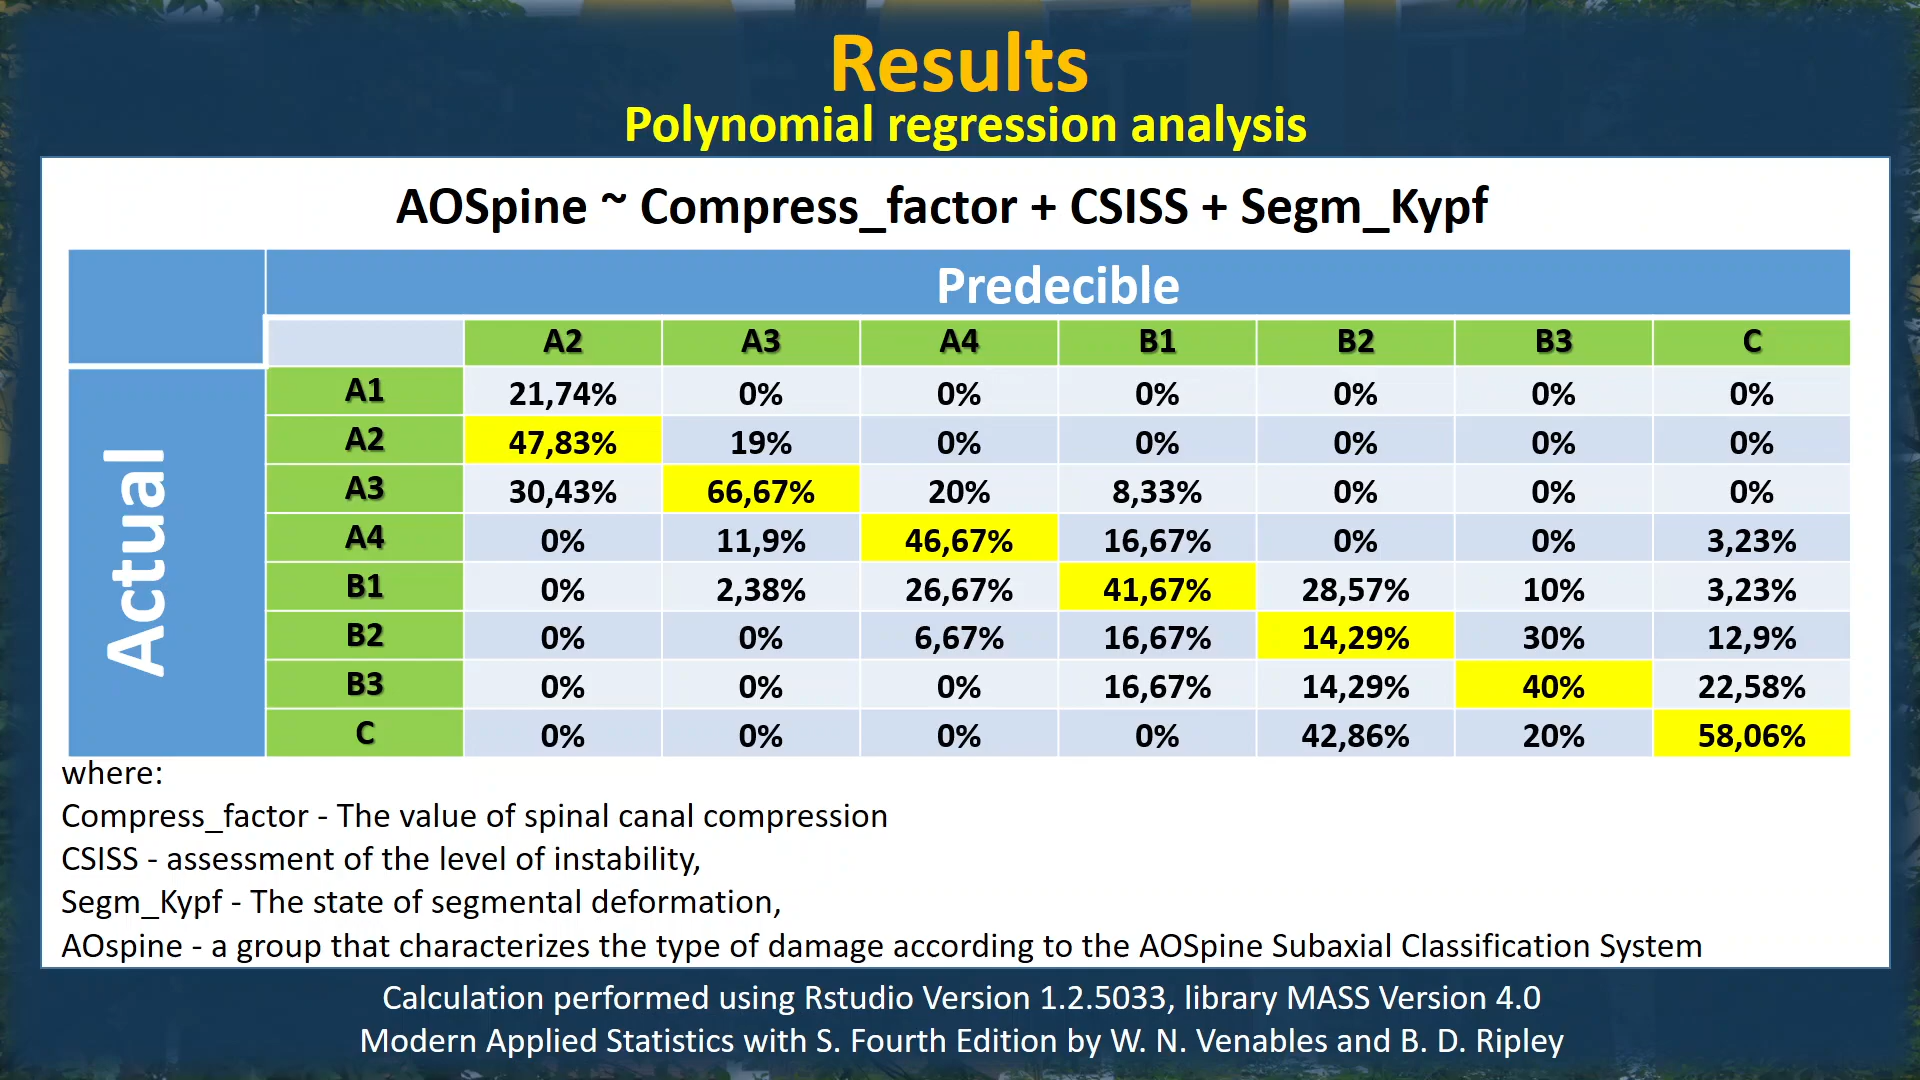 Results
Polynomial regression analysis
AOSpine ~ Compress_factor + CSISS + Segm_Kypf
Predecible
A2 A3 A4 B1 B2 B3 C
Actual
A1 21,74% 0% 0% 0% 0% 0% 0%
A2 47,83% 19% 0% 0% 0% 0% 0%
A3 30,43% 66,67% 20% 8,33% 0% 0% 0%
A4 0% 11,9% 46,67% 16,67% 0% 0% 3,23%
B1 0% 2,38% 26,67% 41,67% 28,57% 10% 3,23%
B2 0% 0% 6,67% 16,67% 14,29% 30% 12,9%
B3 0% 0% 0% 16,67% 14,29% 40% 22,58%
C 0% 0% 0% 0% 42,86% 20% 58,06%
where:
Compress_factor - The value of spinal canal compression
CSISS - assessment of the level of instability,
Segm_Kypf - The state of segmental deformation,
AOspine - a group that characterizes the type of damage according to the AOSpine Subaxial Classification System
Calculation performed using Rstudio Version 1.2.5033, library MASS Version 4.0
Modern Applied Statistics with S. Fourth Edition by W. N. Venables and B. D. Ripley